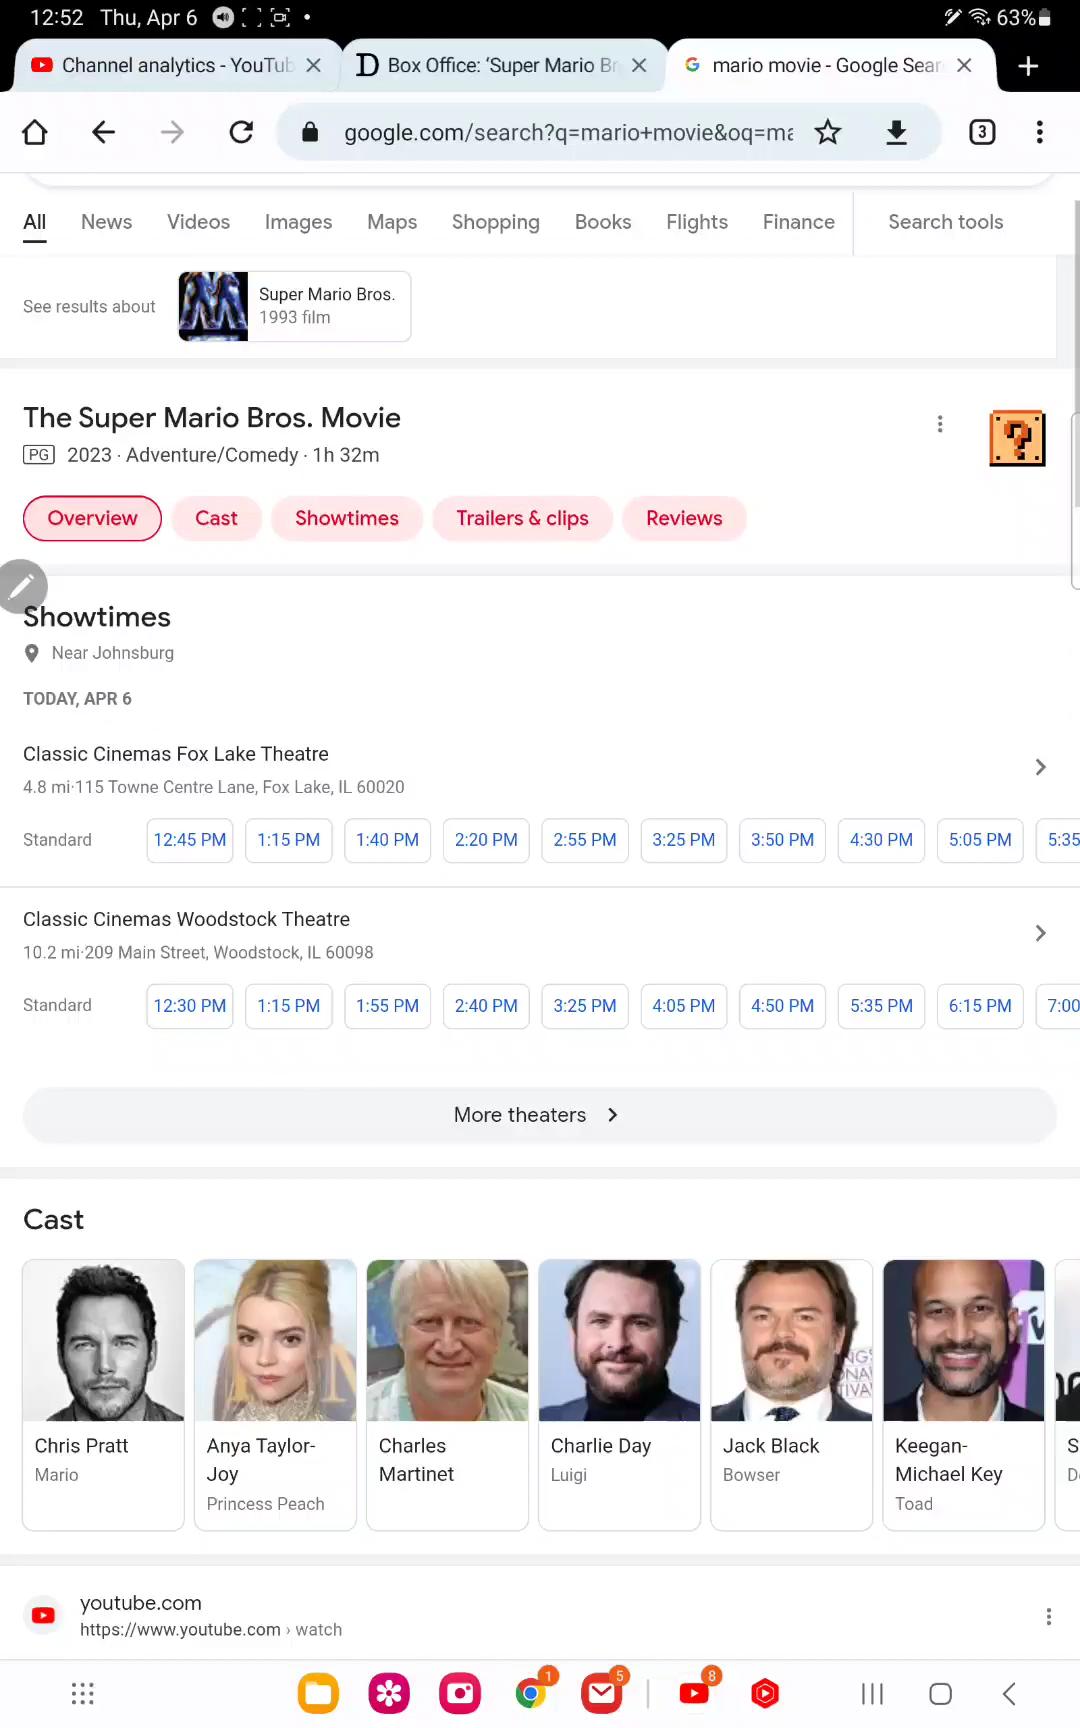 12:52 Thu, Apr 6
63%
Channel analytics - YouTub
Box Office: ‘Super Mario Br
mario movie - Google Sear
google.com/search?q=mario+movie&oq=ma
3
All News Videos Images Maps Shopping Books Flights Finance Search tools
See results about
Super Mario Bros.
1993 film
The Super Mario Bros. Movie
PG 2023 · Adventure/Comedy · 1h 32m
Overview Cast Showtimes Trailers & clips Reviews
Showtimes
Near Johnsburg
TODAY, APR 6
Classic Cinemas Fox Lake Theatre
4.8 mi·115 Towne Centre Lane, Fox Lake, IL 60020
Standard 12:45 PM 1:15 PM 1:40 PM 2:20 PM 2:55 PM 3:25 PM 3:50 PM 4:30 PM 5:05 PM 5:35
Classic Cinemas Woodstock Theatre
10.2 mi·209 Main Street, Woodstock, IL 60098
Standard 12:30 PM 1:15 PM 1:55 PM 2:40 PM 3:25 PM 4:05 PM 4:50 PM 5:35 PM 6:15 PM 7:00
More theaters
Cast
Chris Pratt
Mario
Anya Taylor-
Joy
Princess Peach
Charles
Martinet
Charlie Day
Luigi
Jack Black
Bowser
Keegan-
Michael Key
Toad
youtube.com
https://www.youtube.com › watch
1 5 8